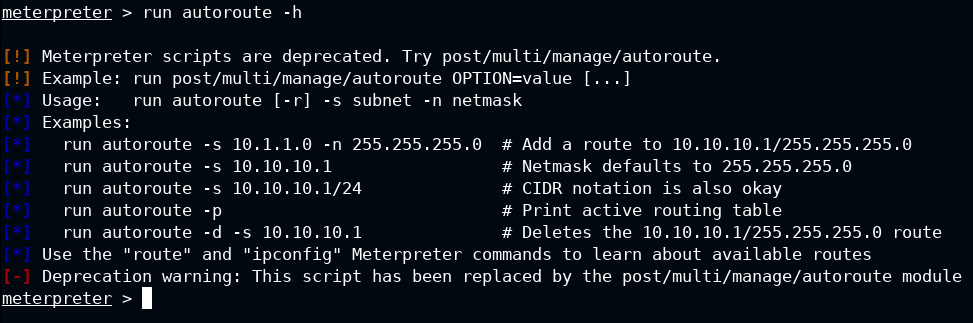 meterpreter > run autoroute -h
[!] Meterpreter scripts are deprecated. Try post/multi/manage/autoroute.
[!] Example: run post/multi/manage/autoroute OPTION=value [...]
[*] Usage:   run autoroute [-r] -s subnet -n netmask
[*] Examples:
[*]   run autoroute -s 10.1.1.0 -n 255.255.255.0  # Add a route to 10.10.10.1/255.255.255.0
[*]   run autoroute -s 10.10.10.1                 # Netmask defaults to 255.255.255.0
[*]   run autoroute -s 10.10.10.1/24              # CIDR notation is also okay
[*]   run autoroute -p                            # Print active routing table
[*]   run autoroute -d -s 10.10.10.1              # Deletes the 10.10.10.1/255.255.255.0 route
[*] Use the "route" and "ipconfig" Meterpreter commands to learn about available routes
[-] Deprecation warning: This script has been replaced by the post/multi/manage/autoroute module
meterpreter >